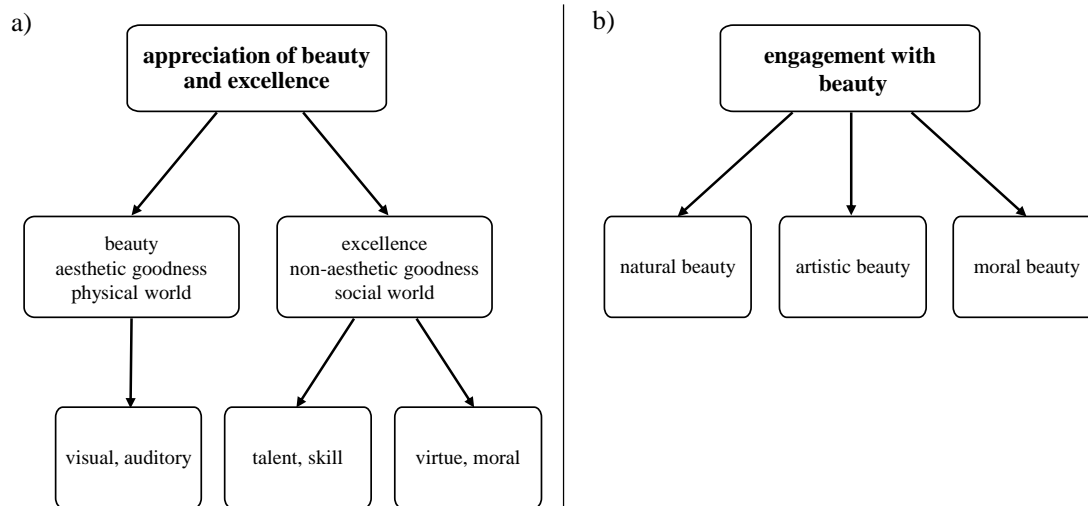 a)
appreciation of beauty
and excellence
beauty
aesthetic goodness
physical world
excellence
non-aesthetic goodness
social world
visual, auditory
talent, skill
virtue, moral
b)
engagement with
beauty
natural beauty
artistic beauty
moral beauty